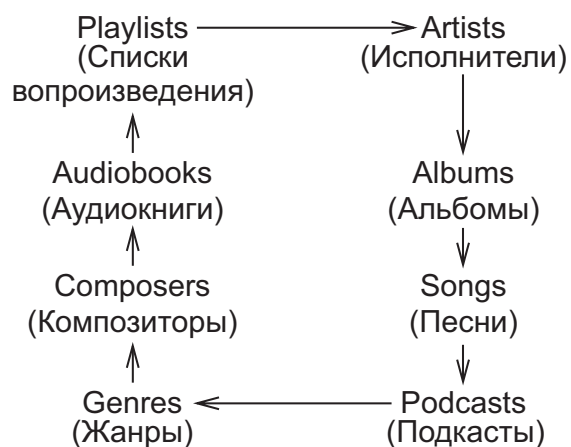 Playlists
(Списки
вопроизведения)
Artists
(Исполнители)
Audiobooks
(Аудиокниги)
Albums
(Альбомы)
Composers
(Композиторы)
Songs
(Песни)
Genres
(Жанры)
Podcasts
(Подкасты)